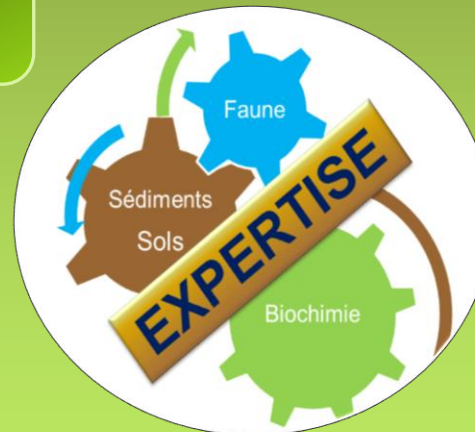 Faune
Sédiments
Sols
EXPERTISE
Biochimie